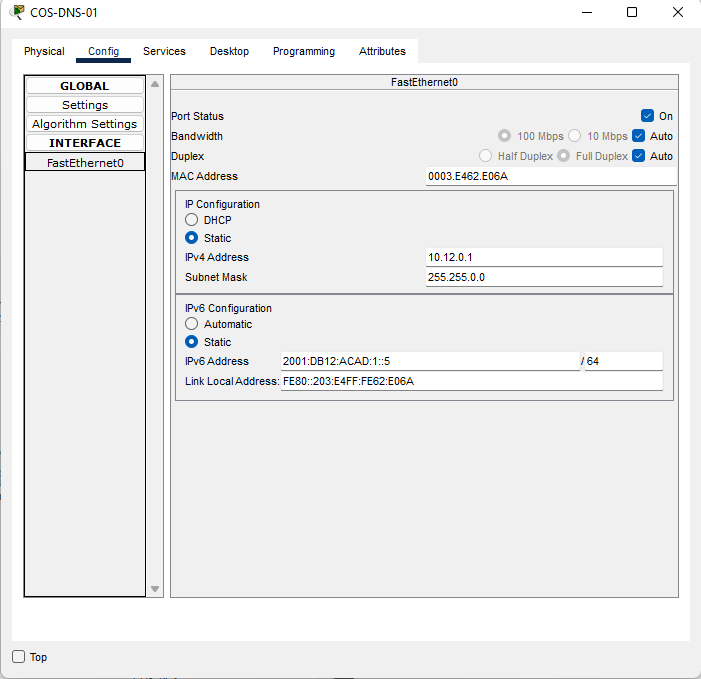 COS-DNS-01
Physical Config Services Desktop Programming Attributes
GLOBAL
Settings
Algorithm Settings
INTERFACE
FastEthernet0
FastEthernet0
Port Status On
Bandwidth 100 Mbps 10 Mbps Auto
Duplex Half Duplex Full Duplex Auto
MAC Address 0003.E462.E06A
IP Configuration
DHCP
Static
IPv4 Address 10.12.0.1
Subnet Mask 255.255.0.0
IPv6 Configuration
Automatic
Static
IPv6 Address 2001:DB12:ACAD:1::5 / 64
Link Local Address: FE80::203:E4FF:FE62:E06A
Top